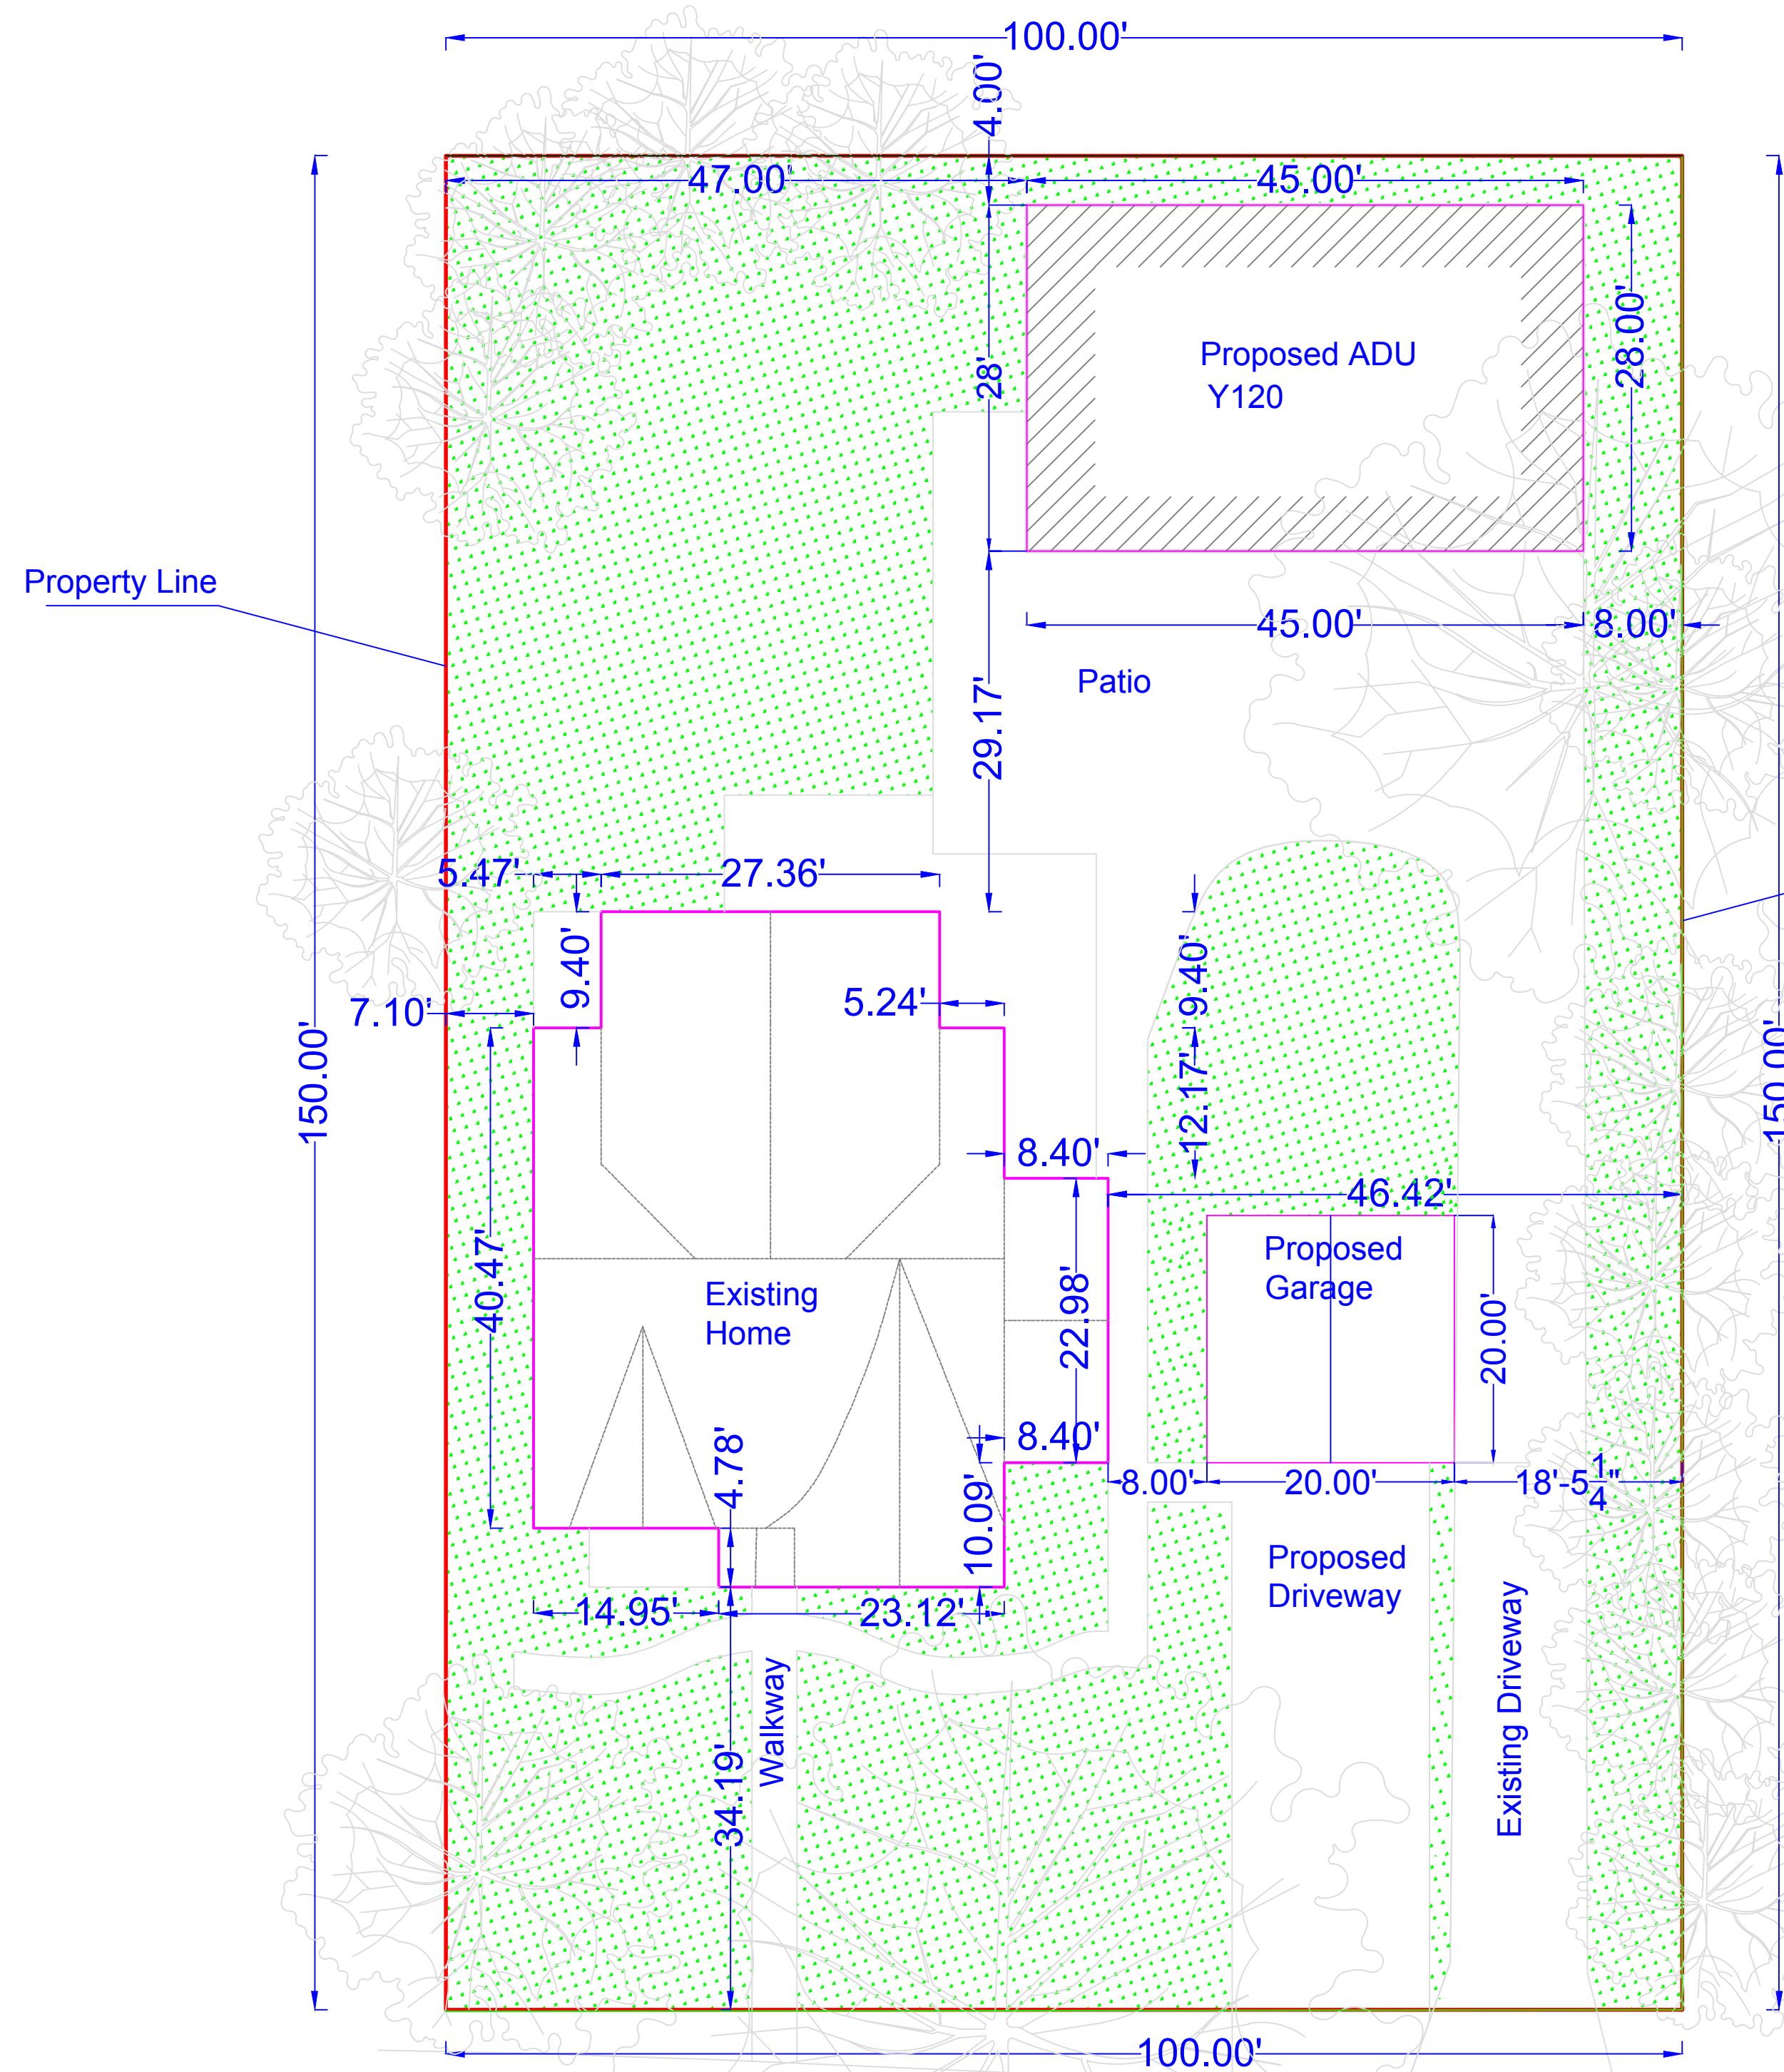 100.00'
4.00'
47.00'
45.00'
28'
28.00'
Proposed ADU
Y120
Property Line
45.00'
8.00'
29.17'
Patio
5.47'
27.36'
9.40'
9.40'
7.10'
5.24'
150.00'
150.00'
12.17'
8.40'
46.42'
40.47'
Existing
Home
22.98'
Proposed
Garage
20.00'
8.40'
4.78'
10.09'
8.00'
20.00'
18'-5 1/4"
Proposed
Driveway
14.95'
23.12'
Walkway
34.19'
Existing Driveway
100.00'